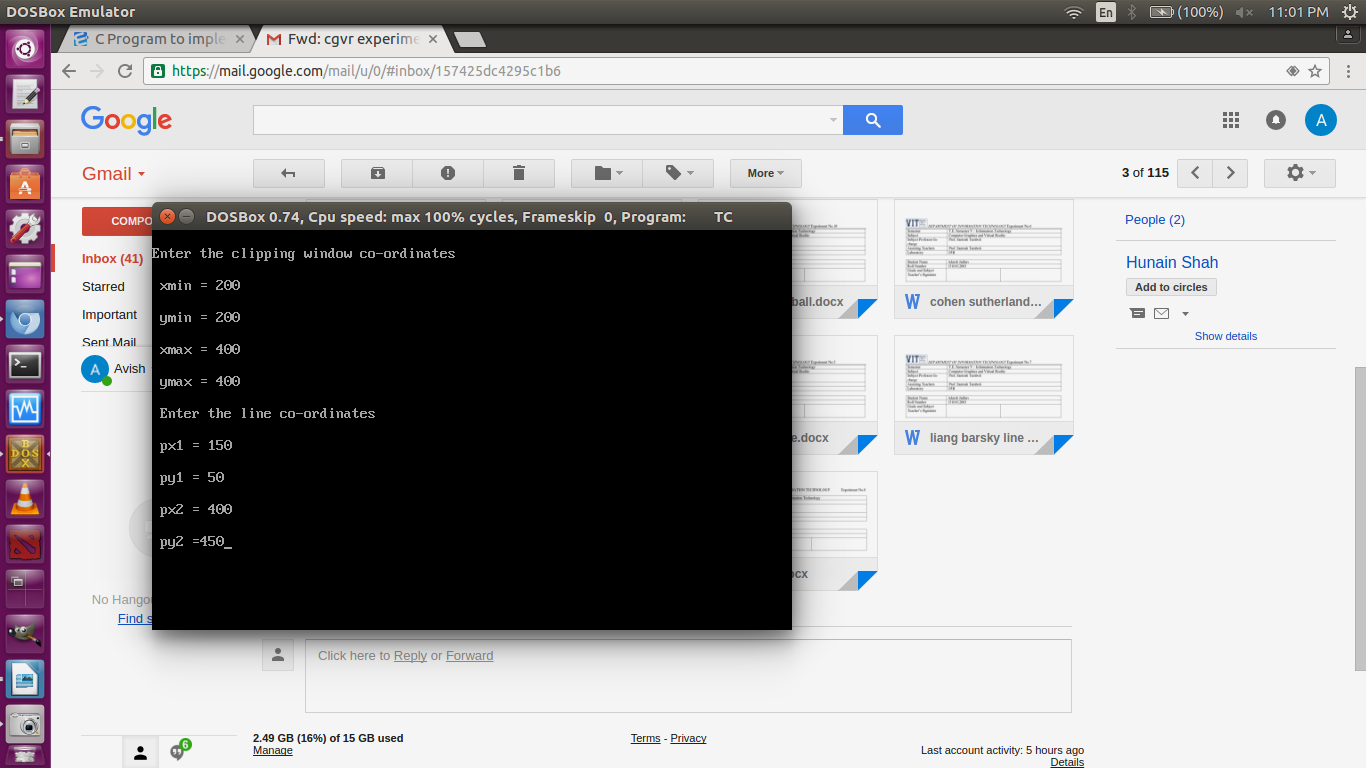 DOSBox Emulator
En
(100%)
11:01 PM
C Program to imple
Fwd: cgvr experime
https://mail.google.com/mail/u/0/#inbox/157425dc4295c1b6
Google
A
Gmail
More
3 of 115
COMPO
Inbox (41)
Starred
Important
Sent Mail
A
Avish
No Hango
Find s
DOSBox 0.74, Cpu speed: max 100% cycles, Frameskip 0, Program: TC
Enter the clipping window co-ordinates
xmin = 200
ymin = 200
xmax = 400
ymax = 400
Enter the line co-ordinates
px1 = 150
py1 = 50
px2 = 400
py2 =450_
ball.docx
W cohen sutherland...
e.docx
W liang barsky line ...
ocx
People (2)
Hunain Shah
Add to circles
Show details
Click here to Reply or Forward
2.49 GB (16%) of 15 GB used
Manage
Terms - Privacy
Last account activity: 5 hours ago
Details
6